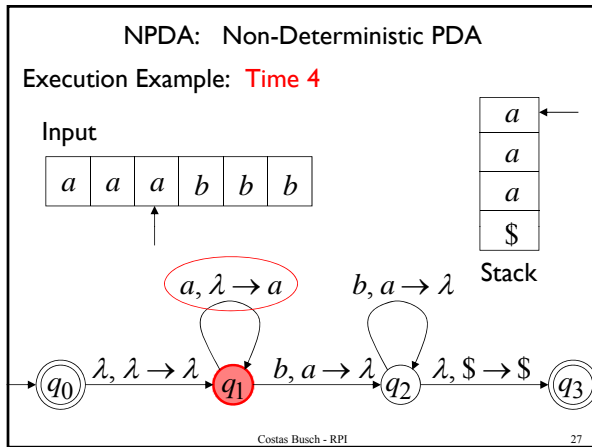 NPDA: Non-Deterministic PDA
Execution Example: Time 4
Input
a a a b b b
a
a
a
$
Stack
a, λ → a
b, a → λ
q0 λ, λ → λ q1 b, a → λ q2 λ, $ → $ q3
Costas Busch - RPI 27